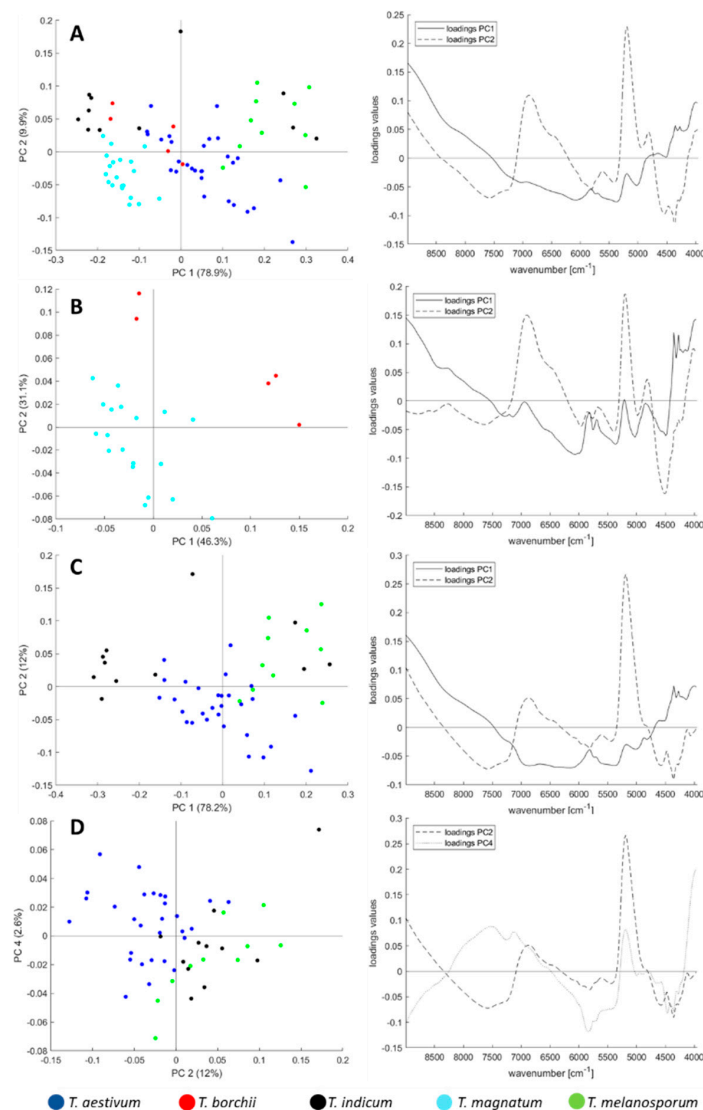 A
0.2
0.15
0.1
0.05
0
-0.05
-0.1
-0.15
-0.3 -0.2 -0.1 0 0.1 0.2 0.3 0.4
PC 1 (78.9%)
PC 2 (9.9%)
loadings PC1
loadings PC2
0.25
0.2
0.15
0.1
0.05
0
-0.05
-0.1
-0.15
8500 8000 7500 7000 6500 6000 5500 5000 4500 4000
wavenumber [cm⁻¹]
loadings values
B
0.12
0.1
0.08
0.06
0.04
0.02
0
-0.02
-0.04
-0.06
-0.08
-0.1 -0.05 0 0.05 0.1 0.15 0.2
PC 1 (46.3%)
PC 2 (31.1%)
loadings PC1
loadings PC2
0.2
0.15
0.1
0.05
0
-0.05
-0.1
-0.15
-0.2
8500 8000 7500 7000 6500 6000 5500 5000 4500 4000
wavenumber [cm⁻¹]
loadings values
C
0.2
0.15
0.1
0.05
0
-0.05
-0.1
-0.15
-0.4 -0.3 -0.2 -0.1 0 0.1 0.2 0.3
PC 1 (78.2%)
PC 2 (12%)
loadings PC1
loadings PC2
0.3
0.25
0.2
0.15
0.1
0.05
0
-0.05
-0.1
8500 8000 7500 7000 6500 6000 5500 5000 4500 4000
wavenumber [cm⁻¹]
loadings values
D
0.08
0.06
0.04
0.02
0
-0.02
-0.04
-0.06
-0.08
-0.15 -0.1 -0.05 0 0.05 0.1 0.15 0.2
PC 2 (12%)
PC 4 (2.6%)
loadings PC2
loadings PC4
0.3
0.25
0.2
0.15
0.1
0.05
0
-0.05
-0.1
-0.15
8500 8000 7500 7000 6500 6000 5500 5000 4500 4000
wavenumber [cm⁻¹]
loadings values
T. aestivum T. borchii T. indicum T. magnatum T. melanosporum